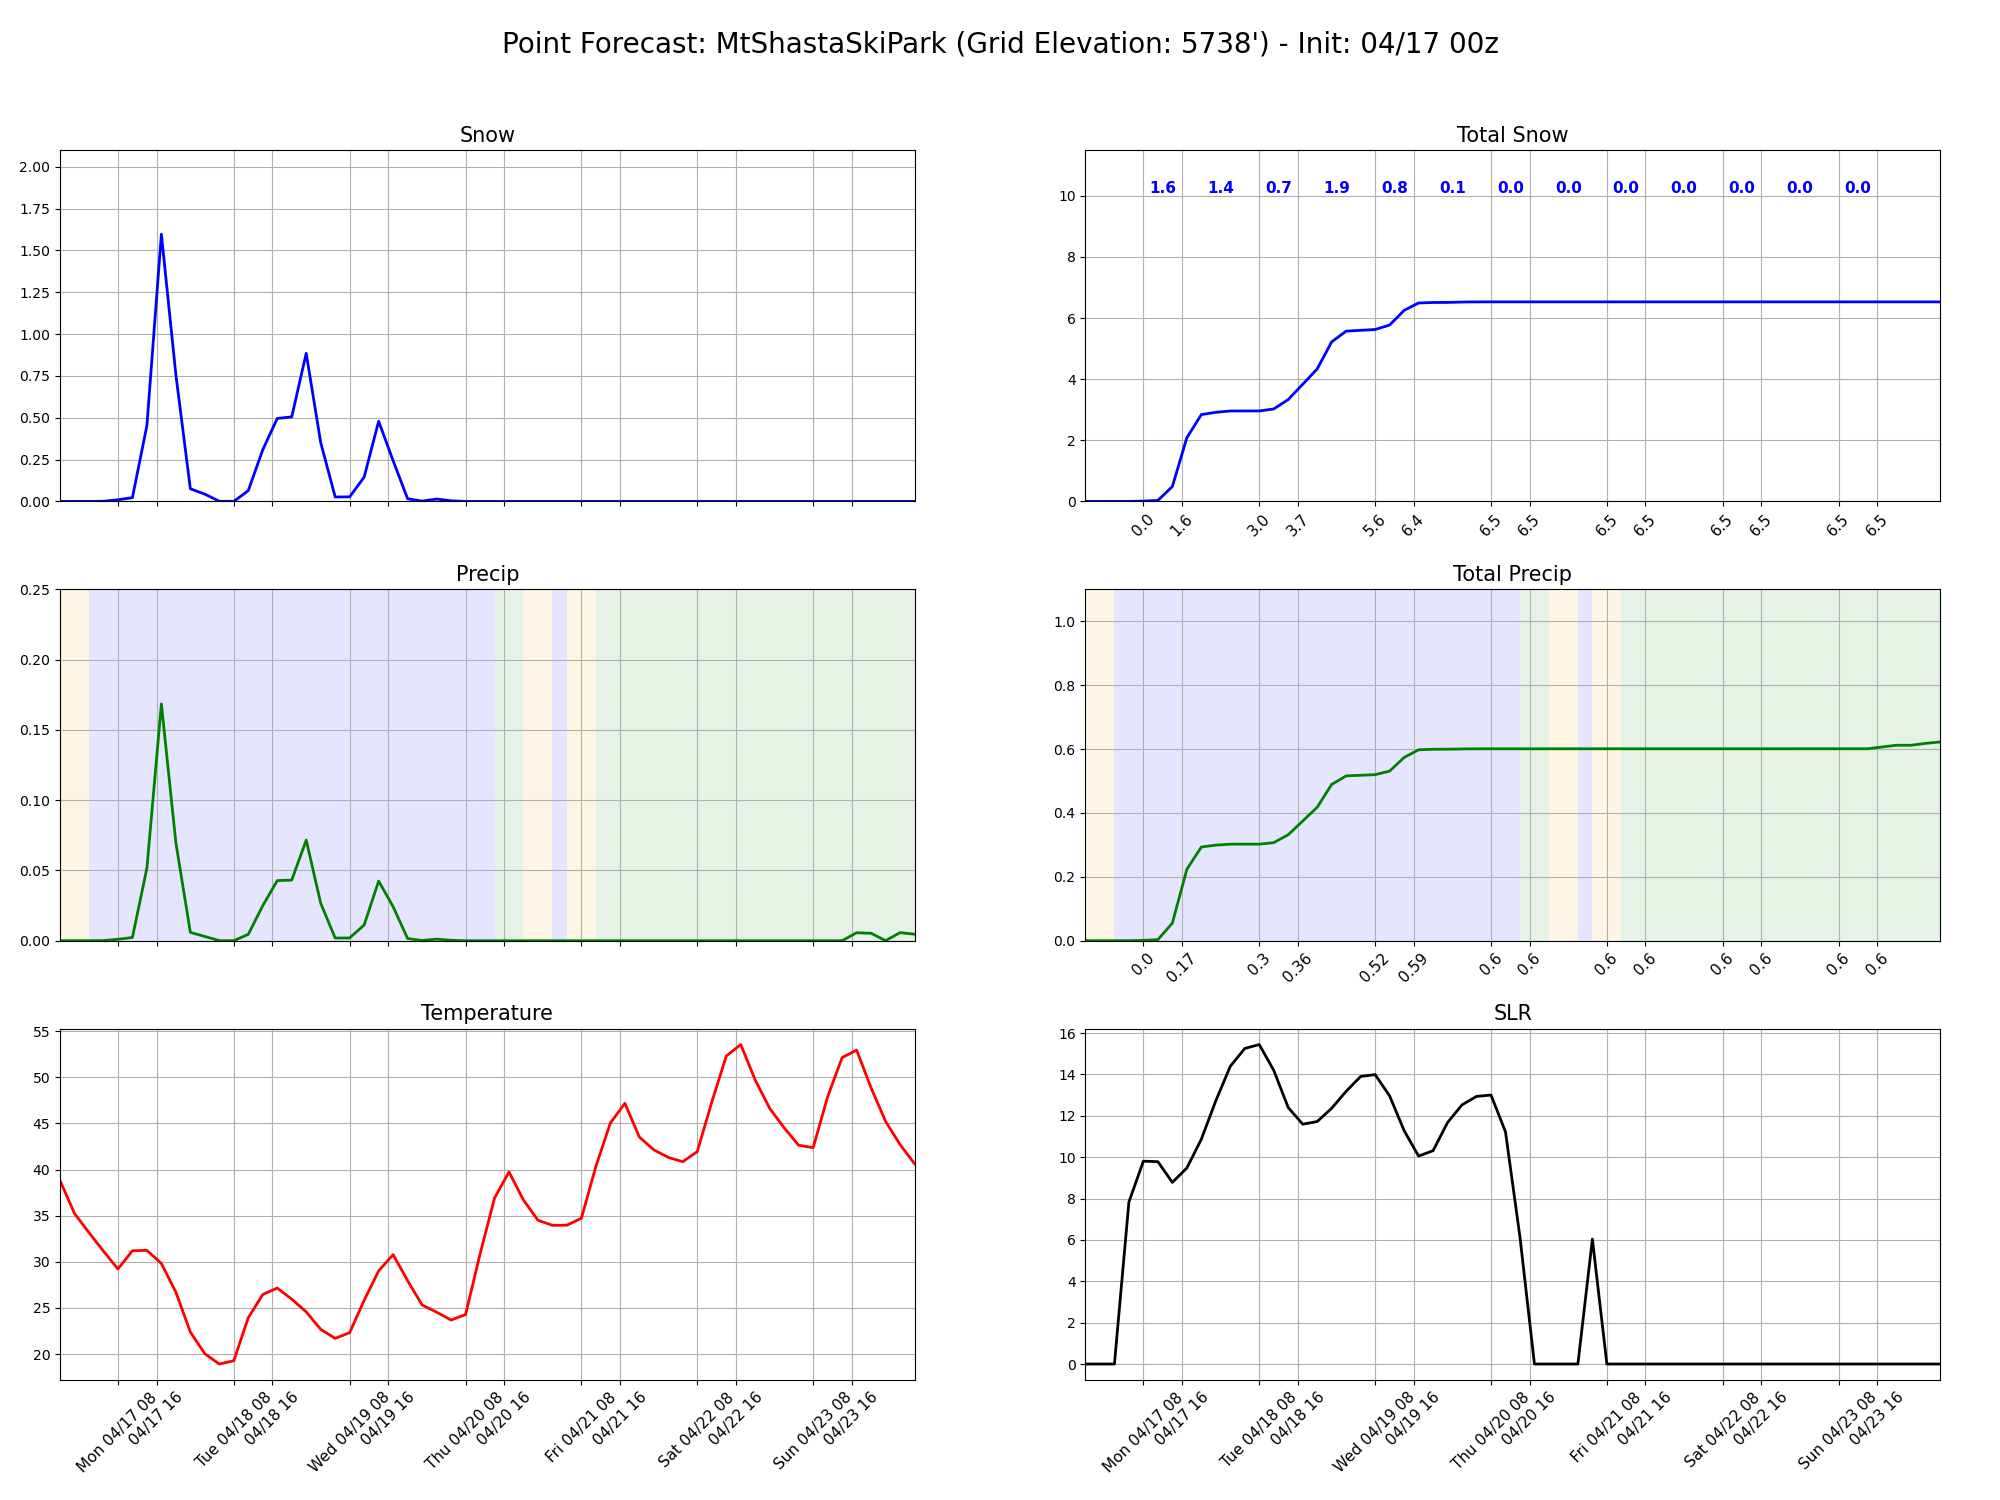 Point Forecast: MtShastaSkiPark (Grid Elevation: 5738') - Init: 04/17 00z
Snow
2.00
1.75
1.50
1.25
1.00
0.75
0.50
0.25
0.00
Total Snow
1.6 1.4 0.7 1.9 0.8 0.1 0.0 0.0 0.0 0.0 0.0 0.0 0.0
10
8
6
4
2
0
0.0 1.6 3.0 3.7 5.6 6.4 6.5 6.5 6.5 6.5 6.5 6.5 6.5 6.5
Precip
0.25
0.20
0.15
0.10
0.05
0.00
Total Precip
1.0
0.8
0.6
0.4
0.2
0.0
0.0 0.17 0.3 0.36 0.52 0.59 0.6 0.6 0.6 0.6 0.6 0.6 0.6 0.6
Temperature
55
50
45
40
35
30
25
20
Mon 04/17 08
04/17 16
Tue 04/18 08
04/18 16
Wed 04/19 08
04/19 16
Thu 04/20 08
04/20 16
Fri 04/21 08
04/21 16
Sat 04/22 08
04/22 16
Sun 04/23 08
04/23 16
SLR
16
14
12
10
8
6
4
2
0
Mon 04/17 08
04/17 16
Tue 04/18 08
04/18 16
Wed 04/19 08
04/19 16
Thu 04/20 08
04/20 16
Fri 04/21 08
04/21 16
Sat 04/22 08
04/22 16
Sun 04/23 08
04/23 16